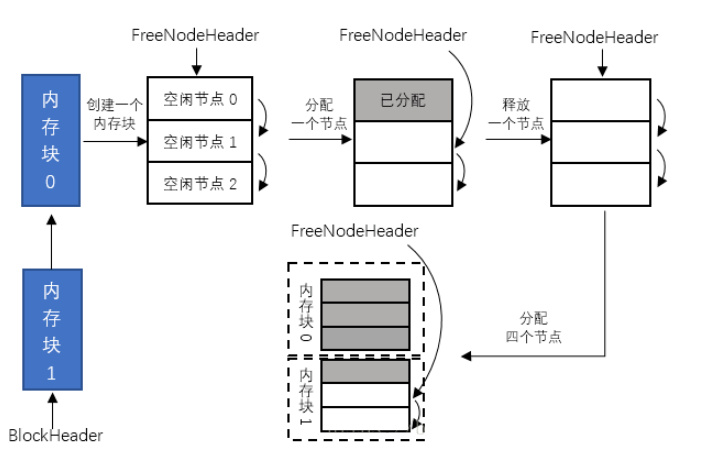 FreeNodeHeader
FreeNodeHeader
FreeNodeHeader
内存块0
创建一个
内存块
空闲节点 0
空闲节点 1
空闲节点 2
分配
一个节点
已分配
释放
一个节点
FreeNodeHeader
内存块0
内存块1
分配
四个节点
内存块1
BlockHeader